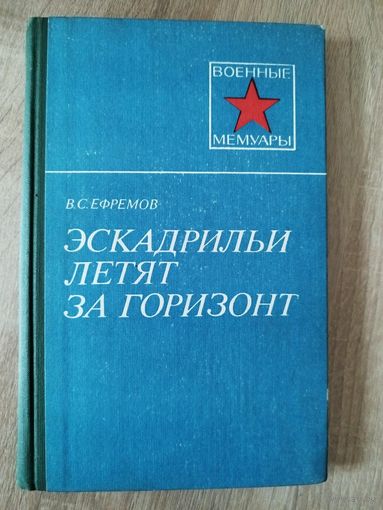 ВОЕННЫЕ
МЕМУАРЫ
В.С.ЕФРЕМОВ
ЭСКАДРИЛЬИ
ЛЕТЯТ
ЗА ГОРИЗОНТ